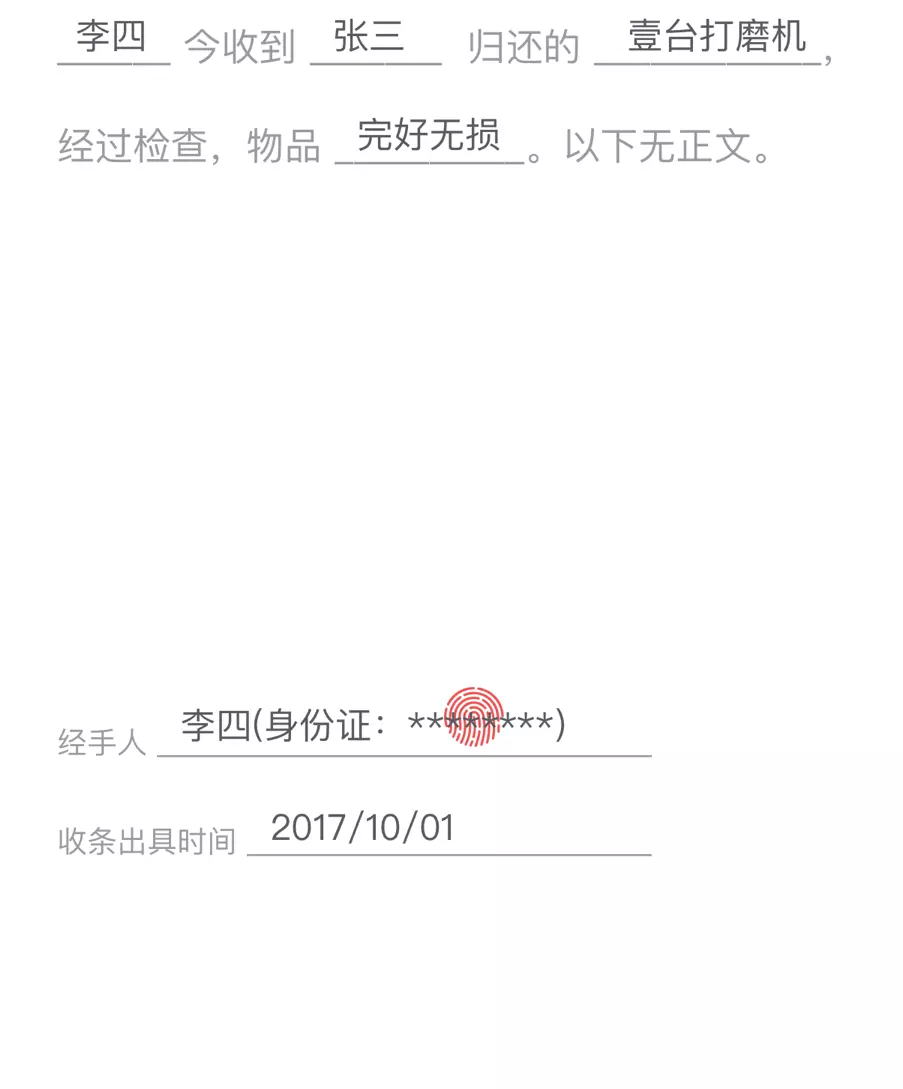 李四 今收到 张三 归还的 壹台打磨机，
经过检查，物品 完好无损。以下无正文。
经手人 李四(身份证：********)
收条出具时间 2017/10/01